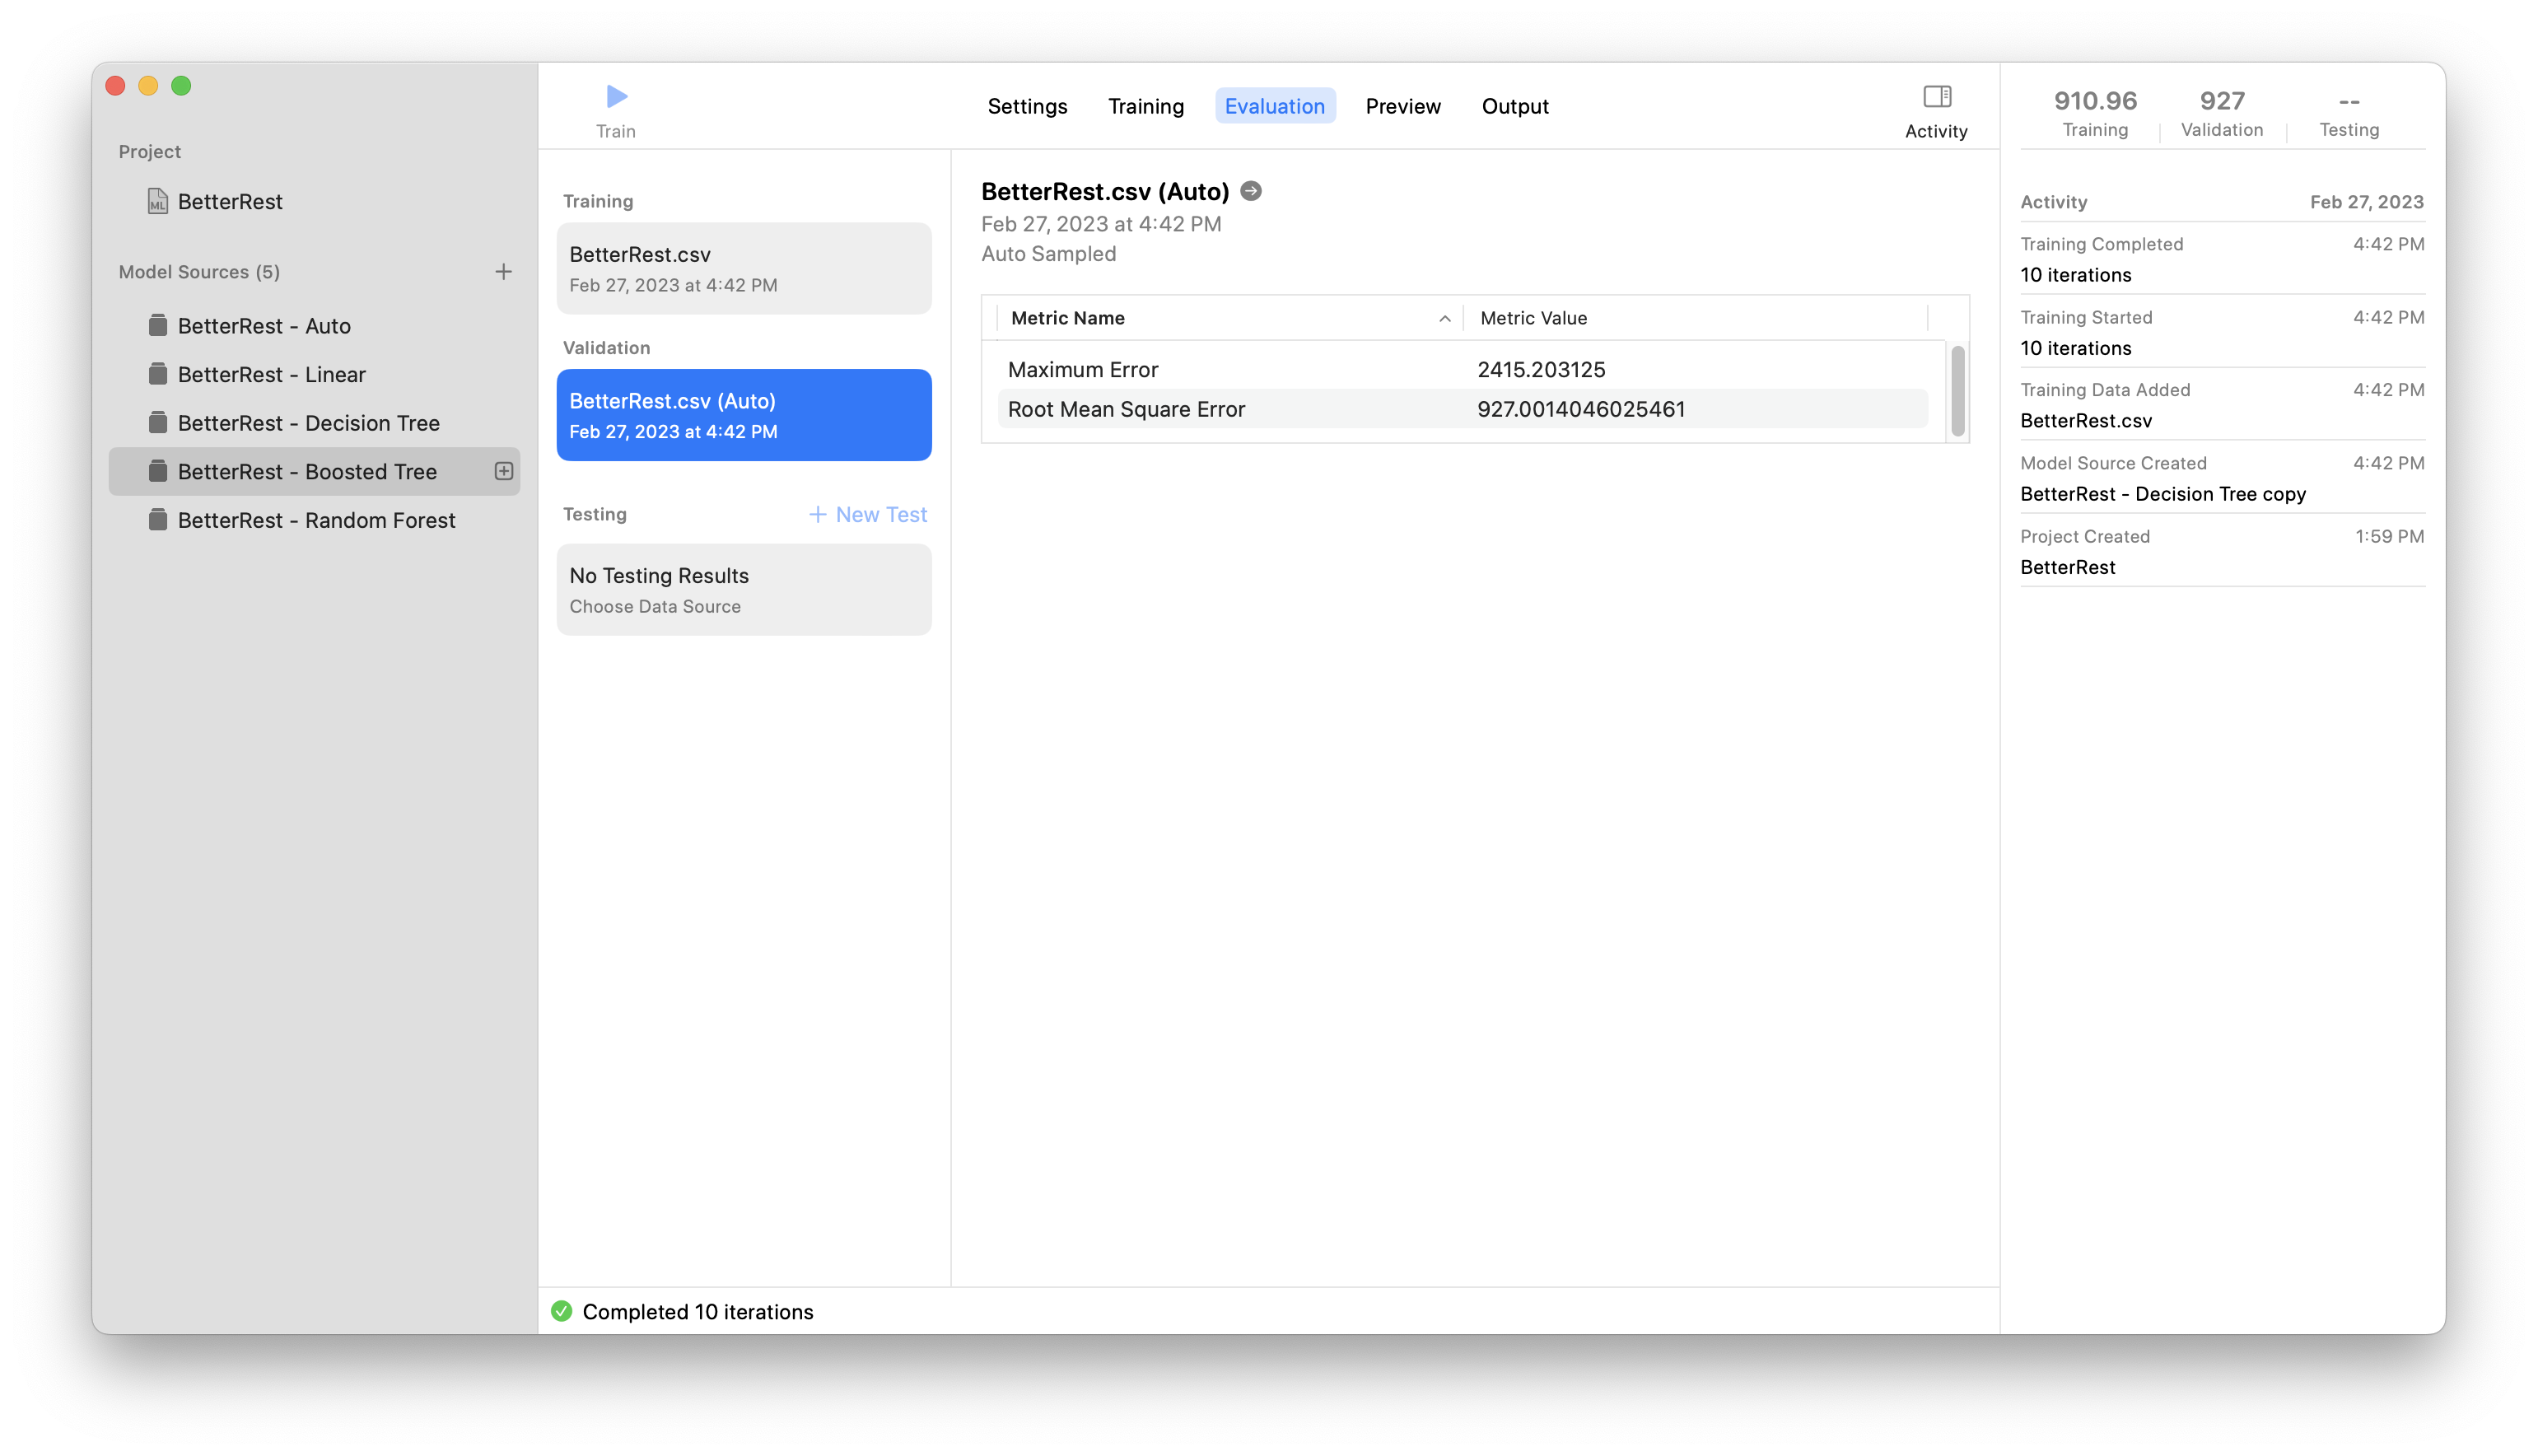 Project
BetterRest
Model Sources (5)
BetterRest - Auto
BetterRest - Linear
BetterRest - Decision Tree
BetterRest - Boosted Tree
BetterRest - Random Forest
Train
Settings Training Evaluation Preview Output
Activity
Training
BetterRest.csv
Feb 27, 2023 at 4:42 PM
Validation
BetterRest.csv (Auto)
Feb 27, 2023 at 4:42 PM
Testing + New Test
No Testing Results
Choose Data Source
BetterRest.csv (Auto)
Feb 27, 2023 at 4:42 PM
Auto Sampled
Metric Name Metric Value
Maximum Error 2415.203125
Root Mean Square Error 927.0014046025461
Completed 10 iterations
910.96 927 --
Training Validation Testing
Activity Feb 27, 2023
Training Completed 4:42 PM
10 iterations
Training Started 4:42 PM
10 iterations
Training Data Added 4:42 PM
BetterRest.csv
Model Source Created 4:42 PM
BetterRest - Decision Tree copy
Project Created 1:59 PM
BetterRest